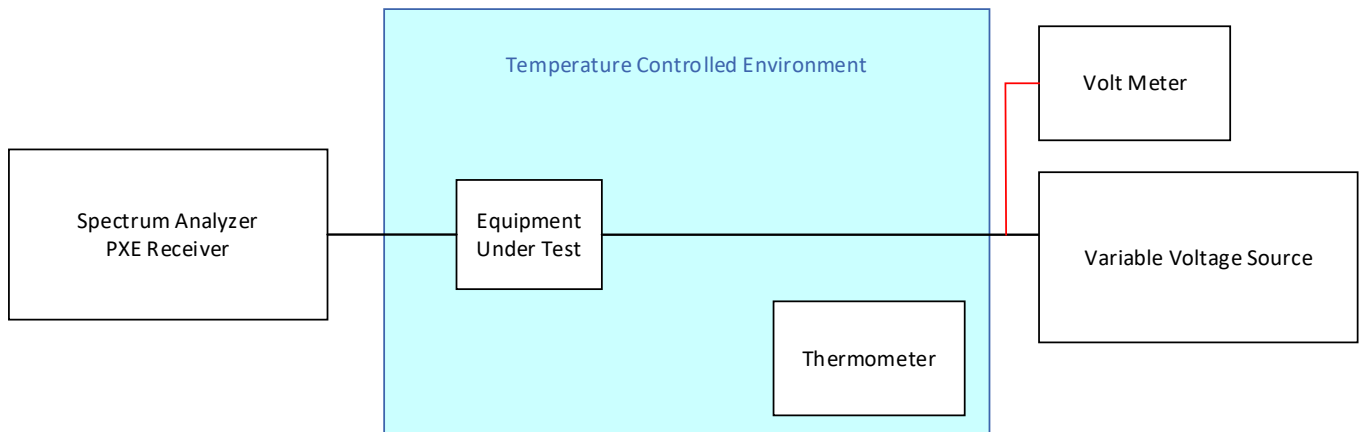 Temperature Controlled Environment
Volt Meter
Spectrum Analyzer
PXE Receiver
Equipment
Under Test
Variable Voltage Source
Thermometer